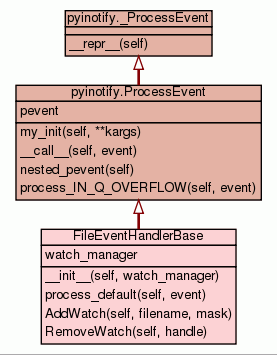 pyinotify._ProcessEvent
__repr__(self)
pyinotify.ProcessEvent
pevent
my_init(self, **kargs)
__call__(self, event)
nested_pevent(self)
process_IN_Q_OVERFLOW(self, event)
FileEventHandlerBase
watch_manager
__init__(self, watch_manager)
process_default(self, event)
AddWatch(self, filename, mask)
RemoveWatch(self, handle)